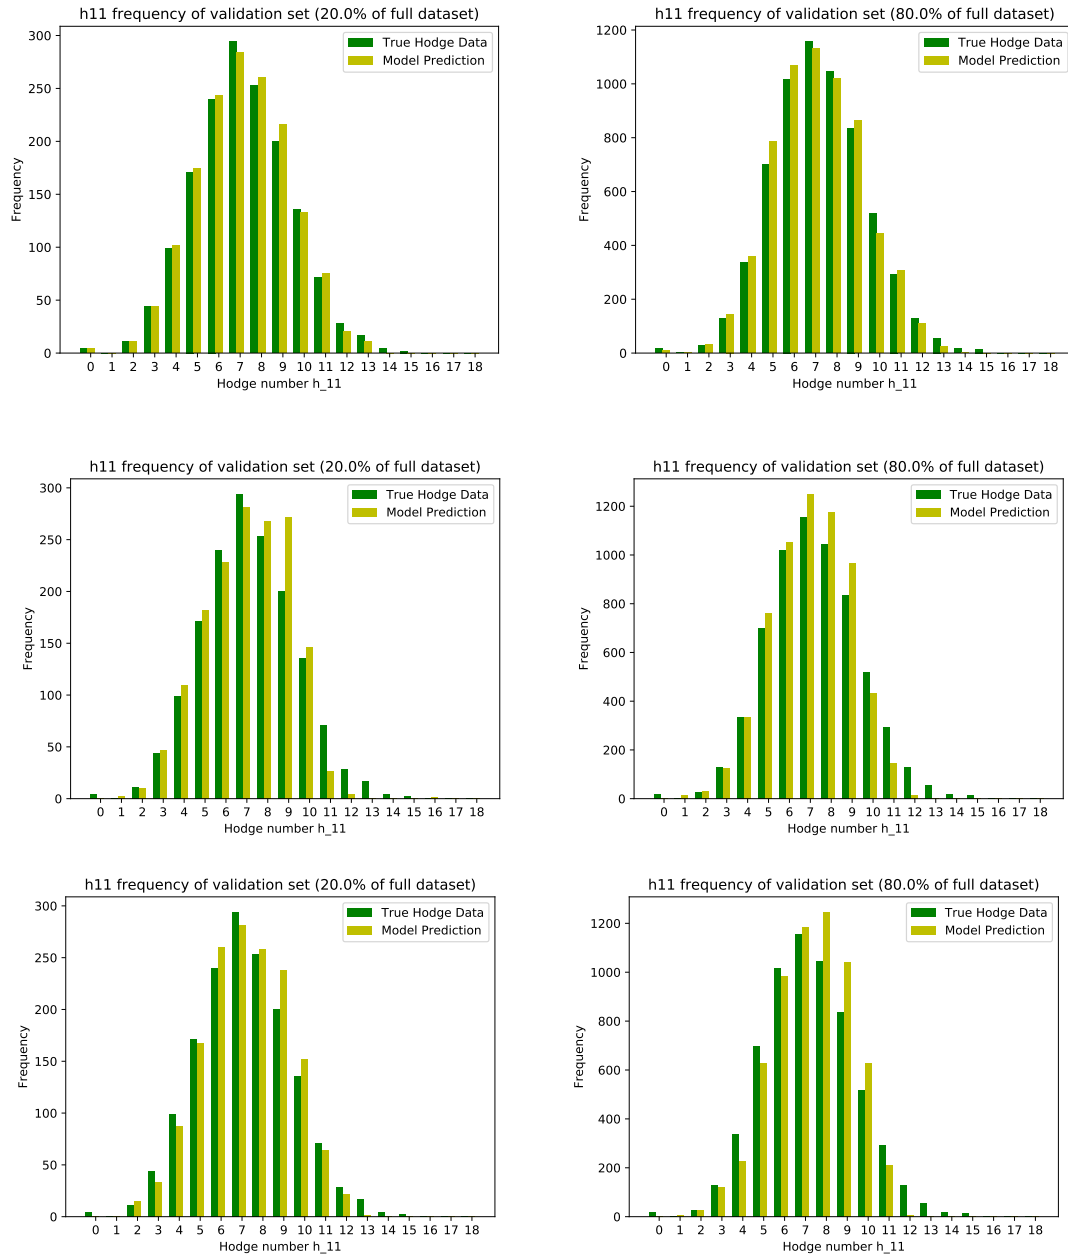 h11 frequency of validation set (20.0% of full dataset)
300
250
200
150
100
50
0
Frequency
True Hodge Data
Model Prediction
0 1 2 3 4 5 6 7 8 9 10 11 12 13 14 15 16 17 18
Hodge number h_11
h11 frequency of validation set (80.0% of full dataset)
1200
1000
800
600
400
200
0
Frequency
True Hodge Data
Model Prediction
0 1 2 3 4 5 6 7 8 9 10 11 12 13 14 15 16 17 18
Hodge number h_11
h11 frequency of validation set (20.0% of full dataset)
300
250
200
150
100
50
0
Frequency
True Hodge Data
Model Prediction
0 1 2 3 4 5 6 7 8 9 10 11 12 13 14 15 16 17 18
Hodge number h_11
h11 frequency of validation set (80.0% of full dataset)
1200
1000
800
600
400
200
0
Frequency
True Hodge Data
Model Prediction
0 1 2 3 4 5 6 7 8 9 10 11 12 13 14 15 16 17 18
Hodge number h_11
h11 frequency of validation set (20.0% of full dataset)
300
250
200
150
100
50
0
Frequency
True Hodge Data
Model Prediction
0 1 2 3 4 5 6 7 8 9 10 11 12 13 14 15 16 17 18
Hodge number h_11
h11 frequency of validation set (80.0% of full dataset)
1200
1000
800
600
400
200
0
Frequency
True Hodge Data
Model Prediction
0 1 2 3 4 5 6 7 8 9 10 11 12 13 14 15 16 17 18
Hodge number h_11